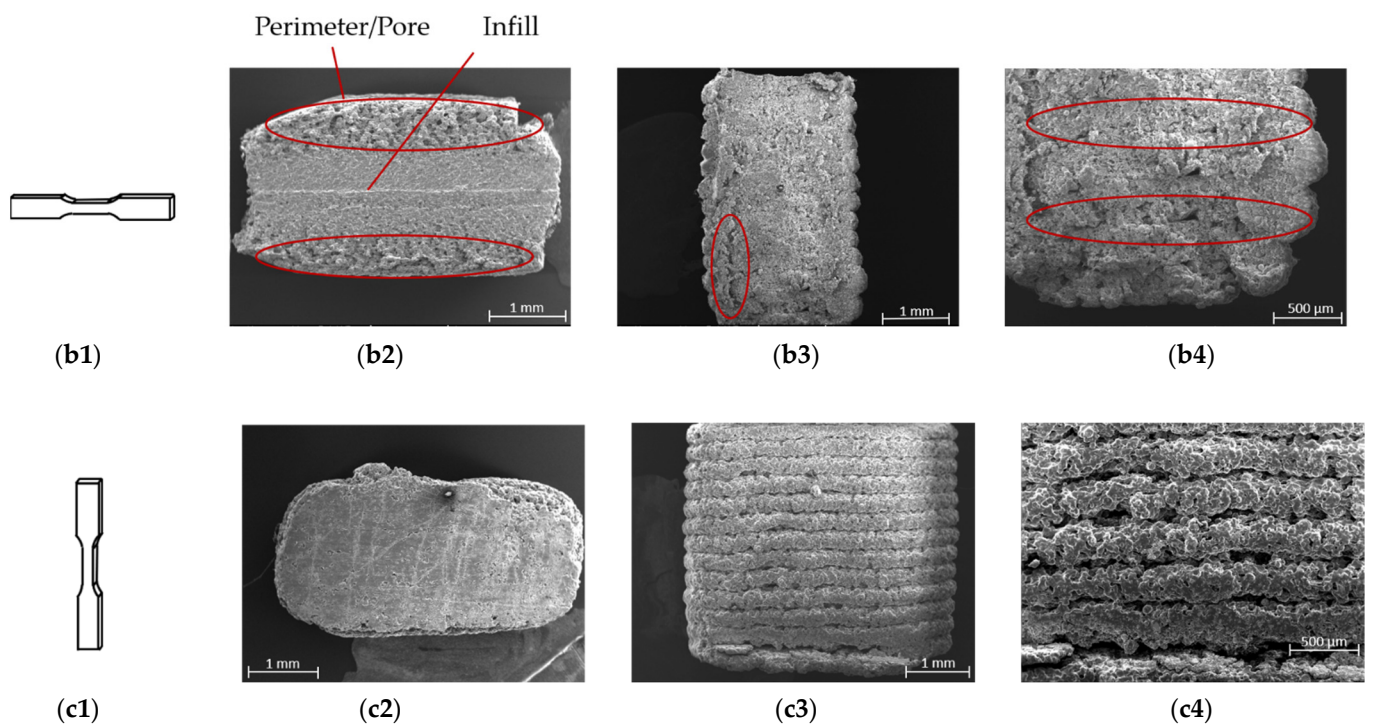 Perimeter/Pore Infill
1 mm
1 mm
500 μm
(b1) (b2) (b3) (b4)
1 mm
1 mm
500 μm
(c1) (c2) (c3) (c4)